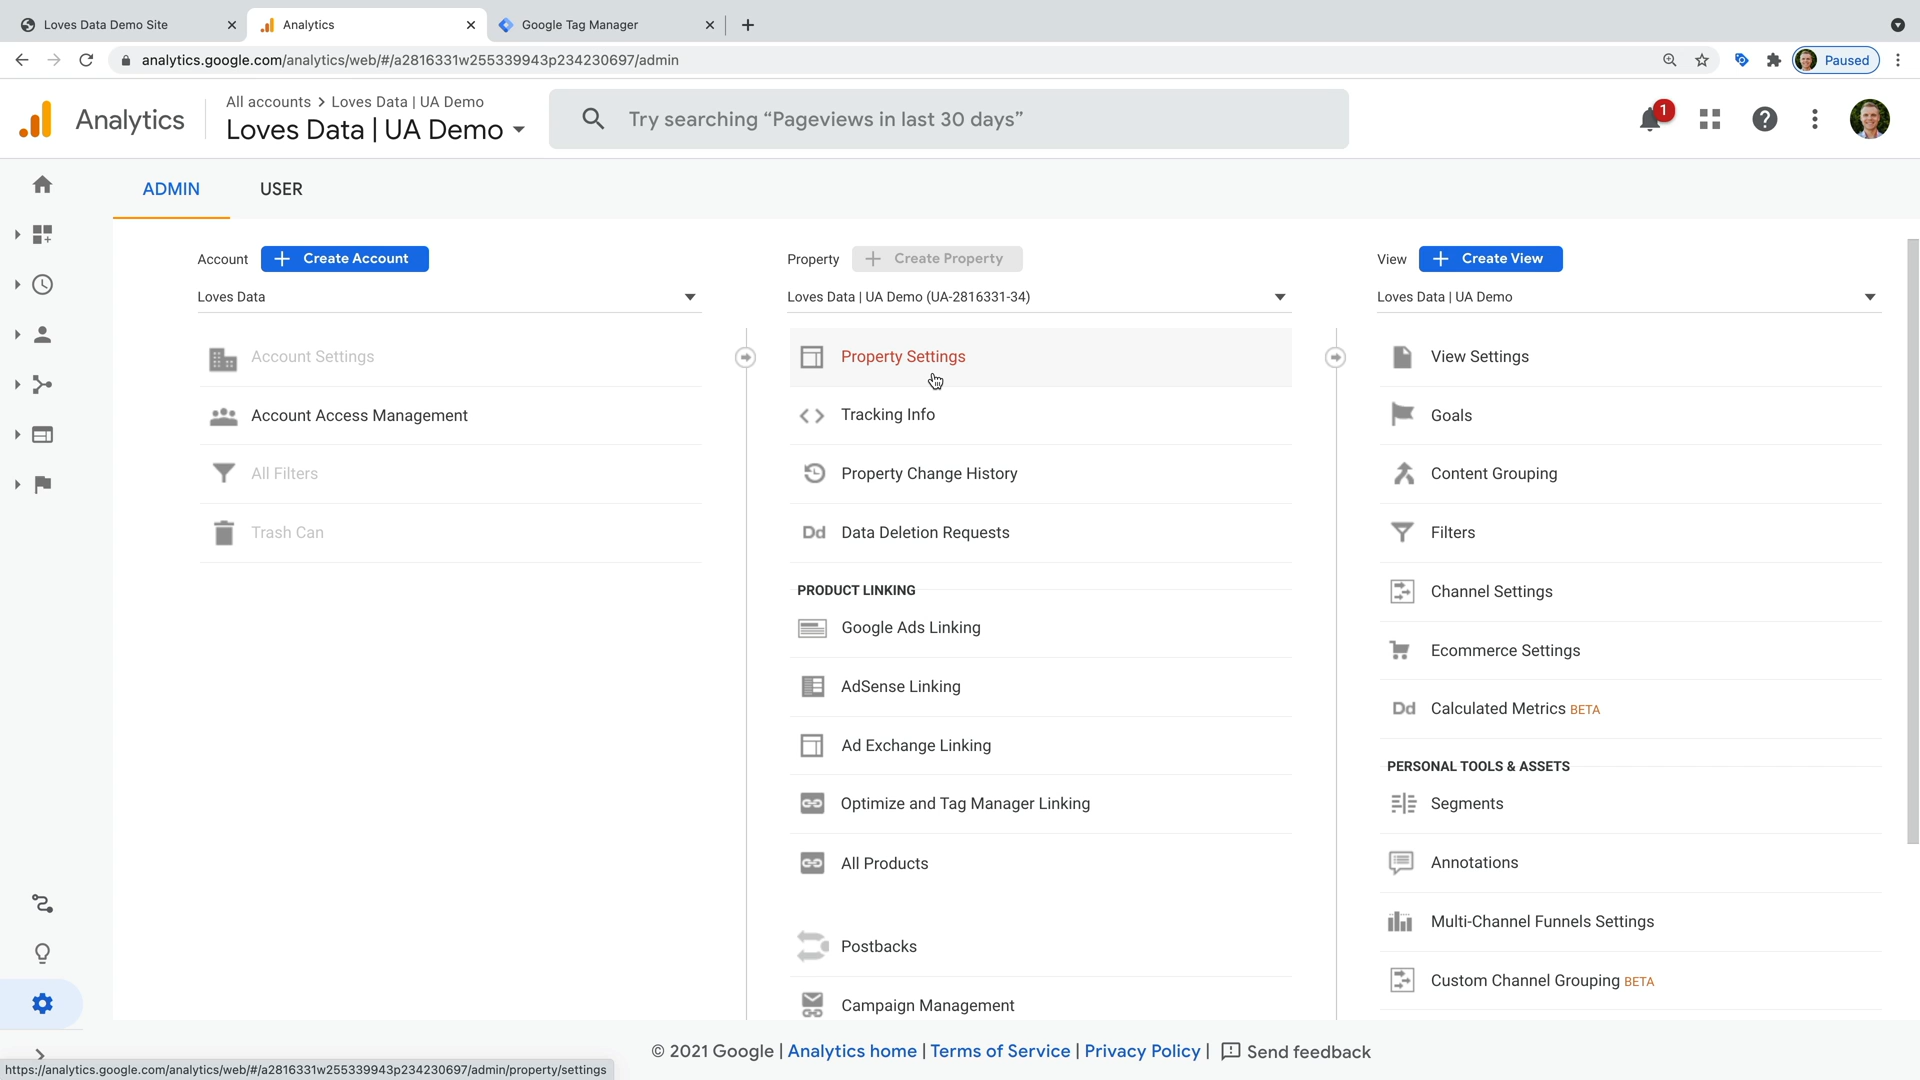 Loves Data Demo Site
Analytics
Google Tag Manager
analytics.google.com/analytics/web/#/a2816331w255339943p234230697/admin
Paused
Analytics
All accounts > Loves Data | UA Demo
Loves Data | UA Demo
Try searching “Pageviews in last 30 days”
1
ADMIN
USER
Account
Create Account
Loves Data
Account Settings
Account Access Management
All Filters
Trash Can
Property
Create Property
Loves Data | UA Demo (UA-2816331-34)
Property Settings
Tracking Info
Property Change History
Dd Data Deletion Requests
PRODUCT LINKING
Google Ads Linking
AdSense Linking
Ad Exchange Linking
Optimize and Tag Manager Linking
All Products
Postbacks
Campaign Management
View
Create View
Loves Data | UA Demo
View Settings
Goals
Content Grouping
Filters
Channel Settings
Ecommerce Settings
Dd Calculated Metrics BETA
PERSONAL TOOLS & ASSETS
Segments
Annotations
Multi-Channel Funnels Settings
Custom Channel Grouping BETA
© 2021 Google | Analytics home | Terms of Service | Privacy Policy | Send feedback
https://analytics.google.com/analytics/web/#/a2816331w255339943p234230697/admin/property/settings